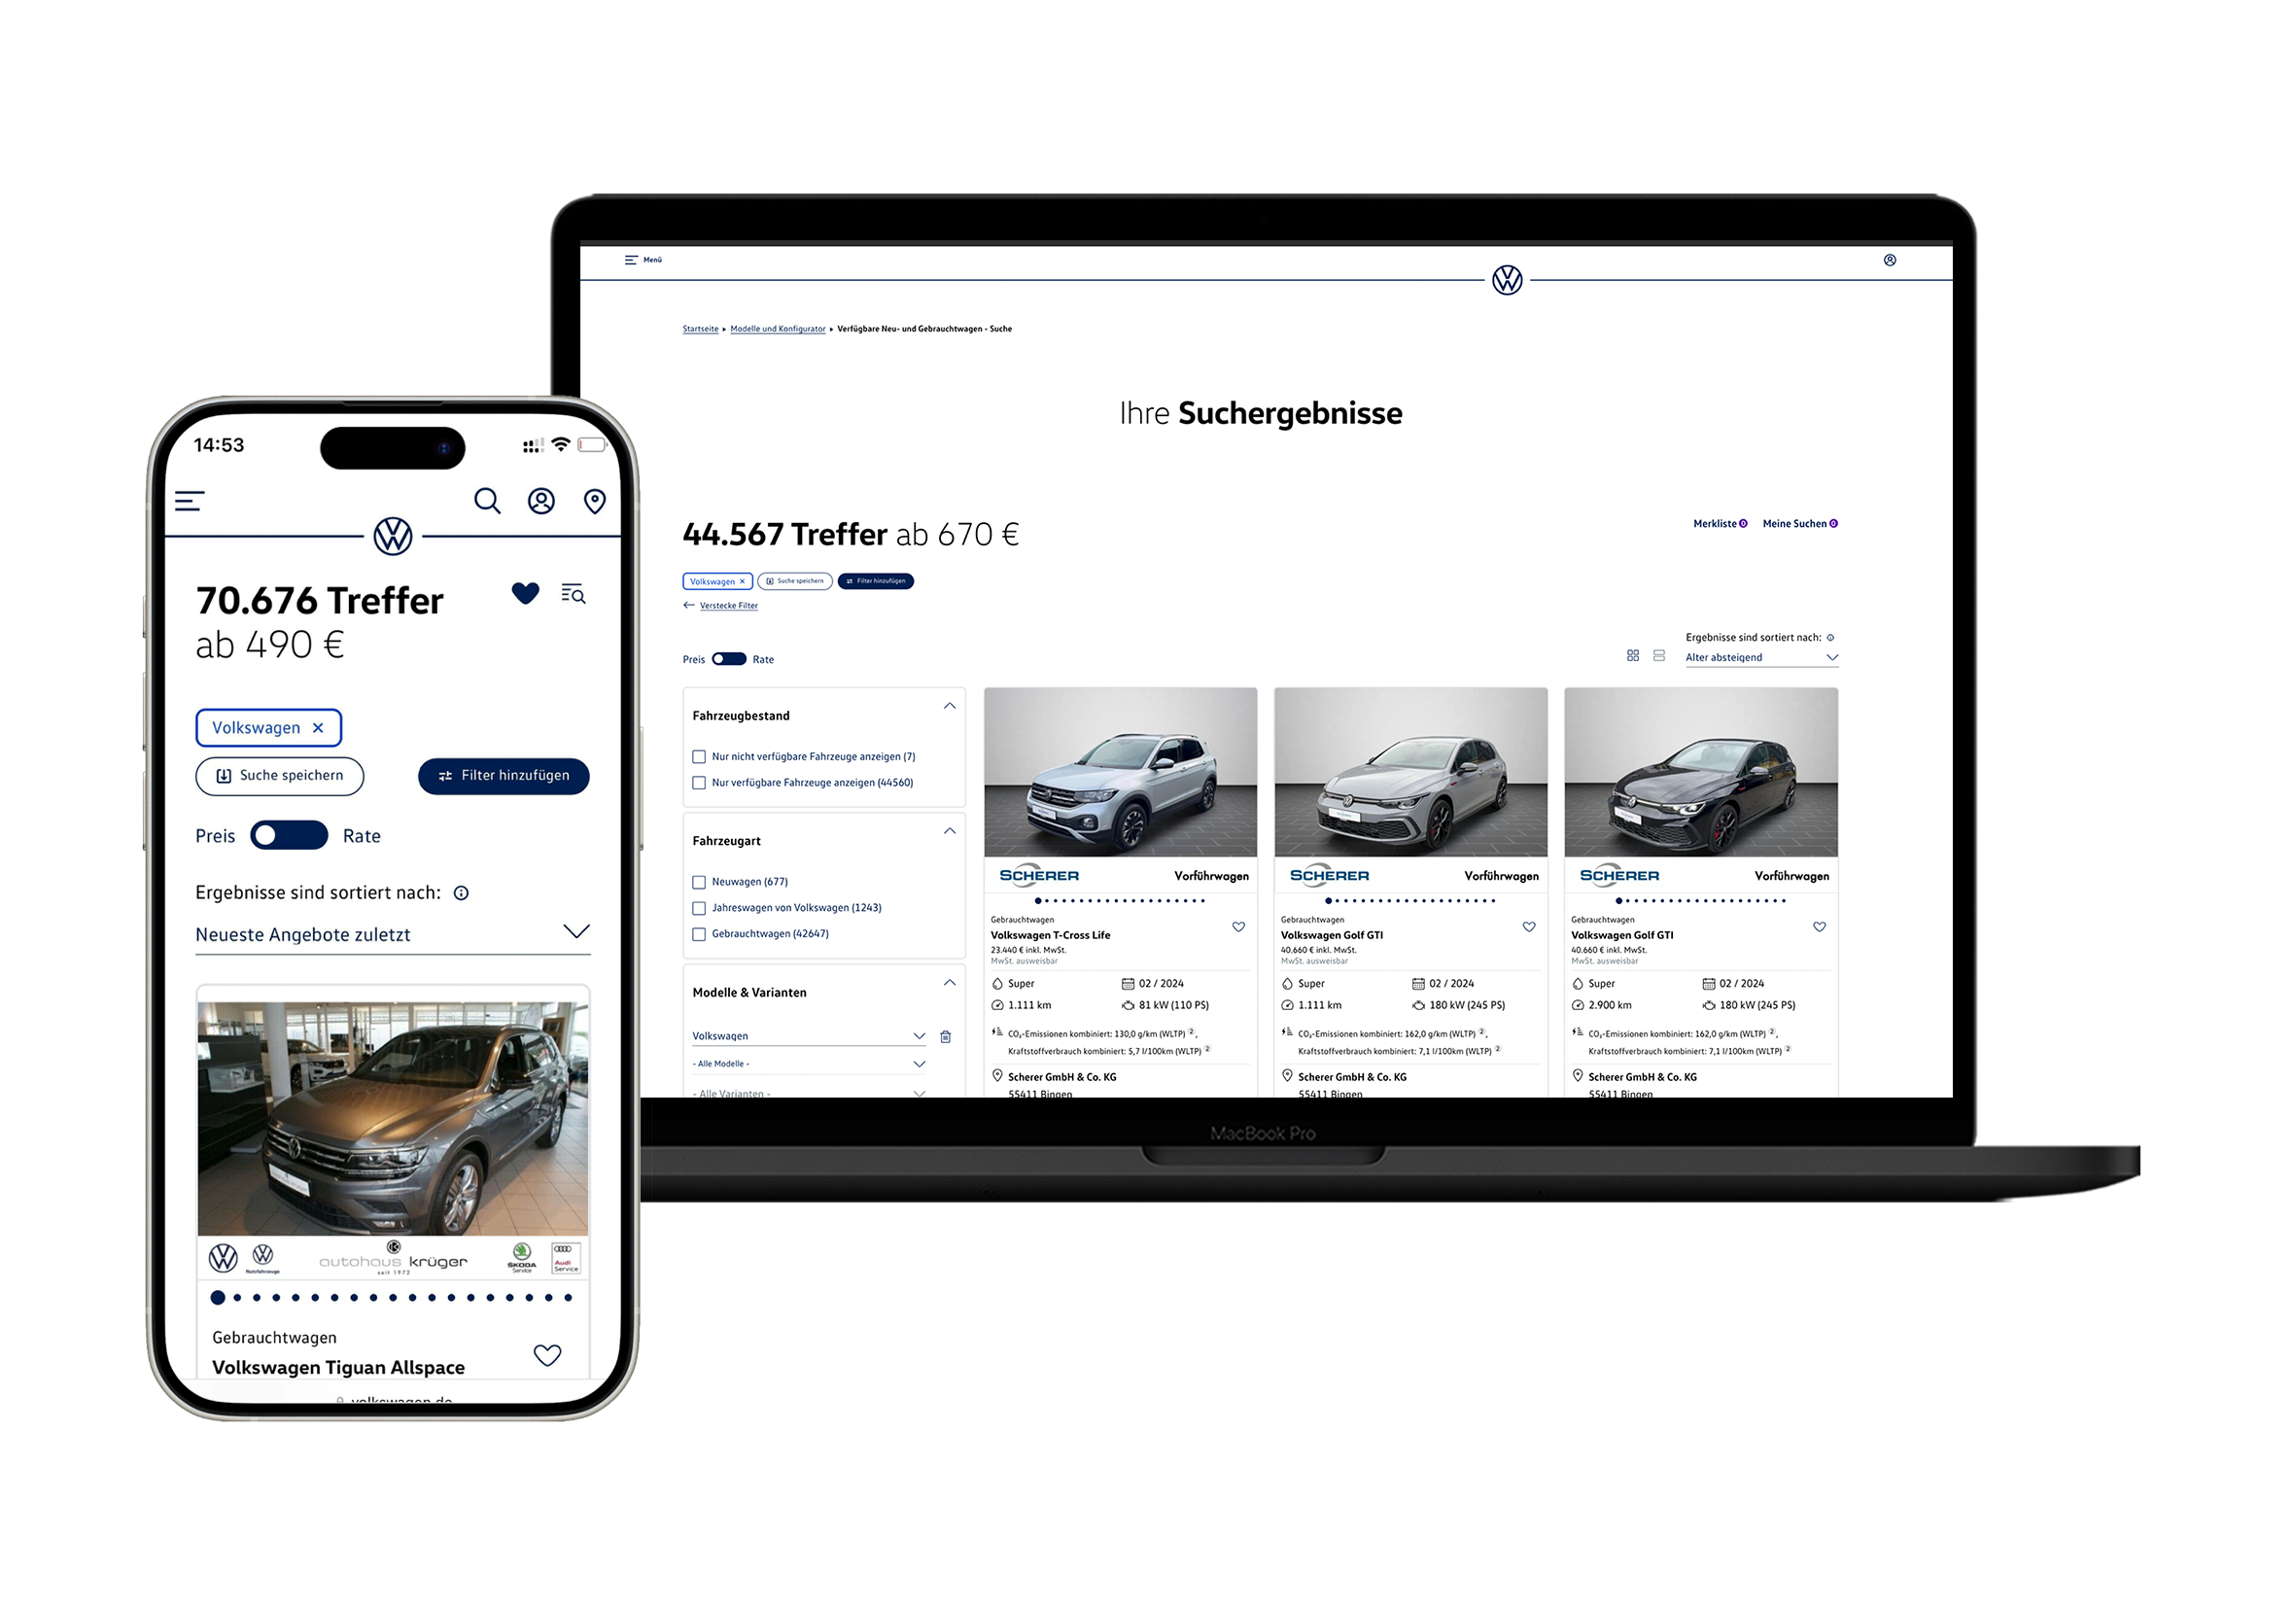 14:53
70.676 Treffer
ab 490 €
Volkswagen ×
Suche speichern
Filter hinzufügen
Preis Rate
Ergebnisse sind sortiert nach:
Neueste Angebote zuletzt
autohaus krüger
seit 1972
Nutzfahrzeuge
ŠKODA
Service
Audi
Service
Gebrauchtwagen
Volkswagen Tiguan Allspace
volkswagen.de
Menü
Startseite ▸ Modelle und Konfigurator ▸ Verfügbare Neu- und Gebrauchtwagen - Suche
Ihre Suchergebnisse
44.567 Treffer ab 670 €
Merkliste 0 Meine Suchen 0
Volkswagen ×
Suche speichern
Filter hinzufügen
Verstecke Filter
Preis Rate
Ergebnisse sind sortiert nach:
Alter absteigend
Fahrzeugbestand
Nur nicht verfügbare Fahrzeuge anzeigen (7)
Nur verfügbare Fahrzeuge anzeigen (44560)
Fahrzeugart
Neuwagen (677)
Jahreswagen von Volkswagen (1243)
Gebrauchtwagen (42647)
Modelle & Varianten
Volkswagen
- Alle Modelle -
- Alle Varianten -
SCHERER Vorführwagen
Gebrauchtwagen
Volkswagen T-Cross Life
23.440 € inkl. MwSt.
MwSt. ausweisbar
Super 02 / 2024
1.111 km 81 kW (110 PS)
CO₂-Emissionen kombiniert: 130,0 g/km (WLTP) 2,
Kraftstoffverbrauch kombiniert: 5,7 l/100km (WLTP) 2
Scherer GmbH & Co. KG
55411 Bingen
SCHERER Vorführwagen
Gebrauchtwagen
Volkswagen Golf GTI
40.660 € inkl. MwSt.
MwSt. ausweisbar
Super 02 / 2024
1.111 km 180 kW (245 PS)
CO₂-Emissionen kombiniert: 162,0 g/km (WLTP) 2,
Kraftstoffverbrauch kombiniert: 7,1 l/100km (WLTP) 2
Scherer GmbH & Co. KG
55411 Bingen
SCHERER Vorführwagen
Gebrauchtwagen
Volkswagen Golf GTI
40.660 € inkl. MwSt.
MwSt. ausweisbar
Super 02 / 2024
2.900 km 180 kW (245 PS)
CO₂-Emissionen kombiniert: 162,0 g/km (WLTP) 2,
Kraftstoffverbrauch kombiniert: 7,1 l/100km (WLTP) 2
Scherer GmbH & Co. KG
55411 Bingen
MacBook Pro